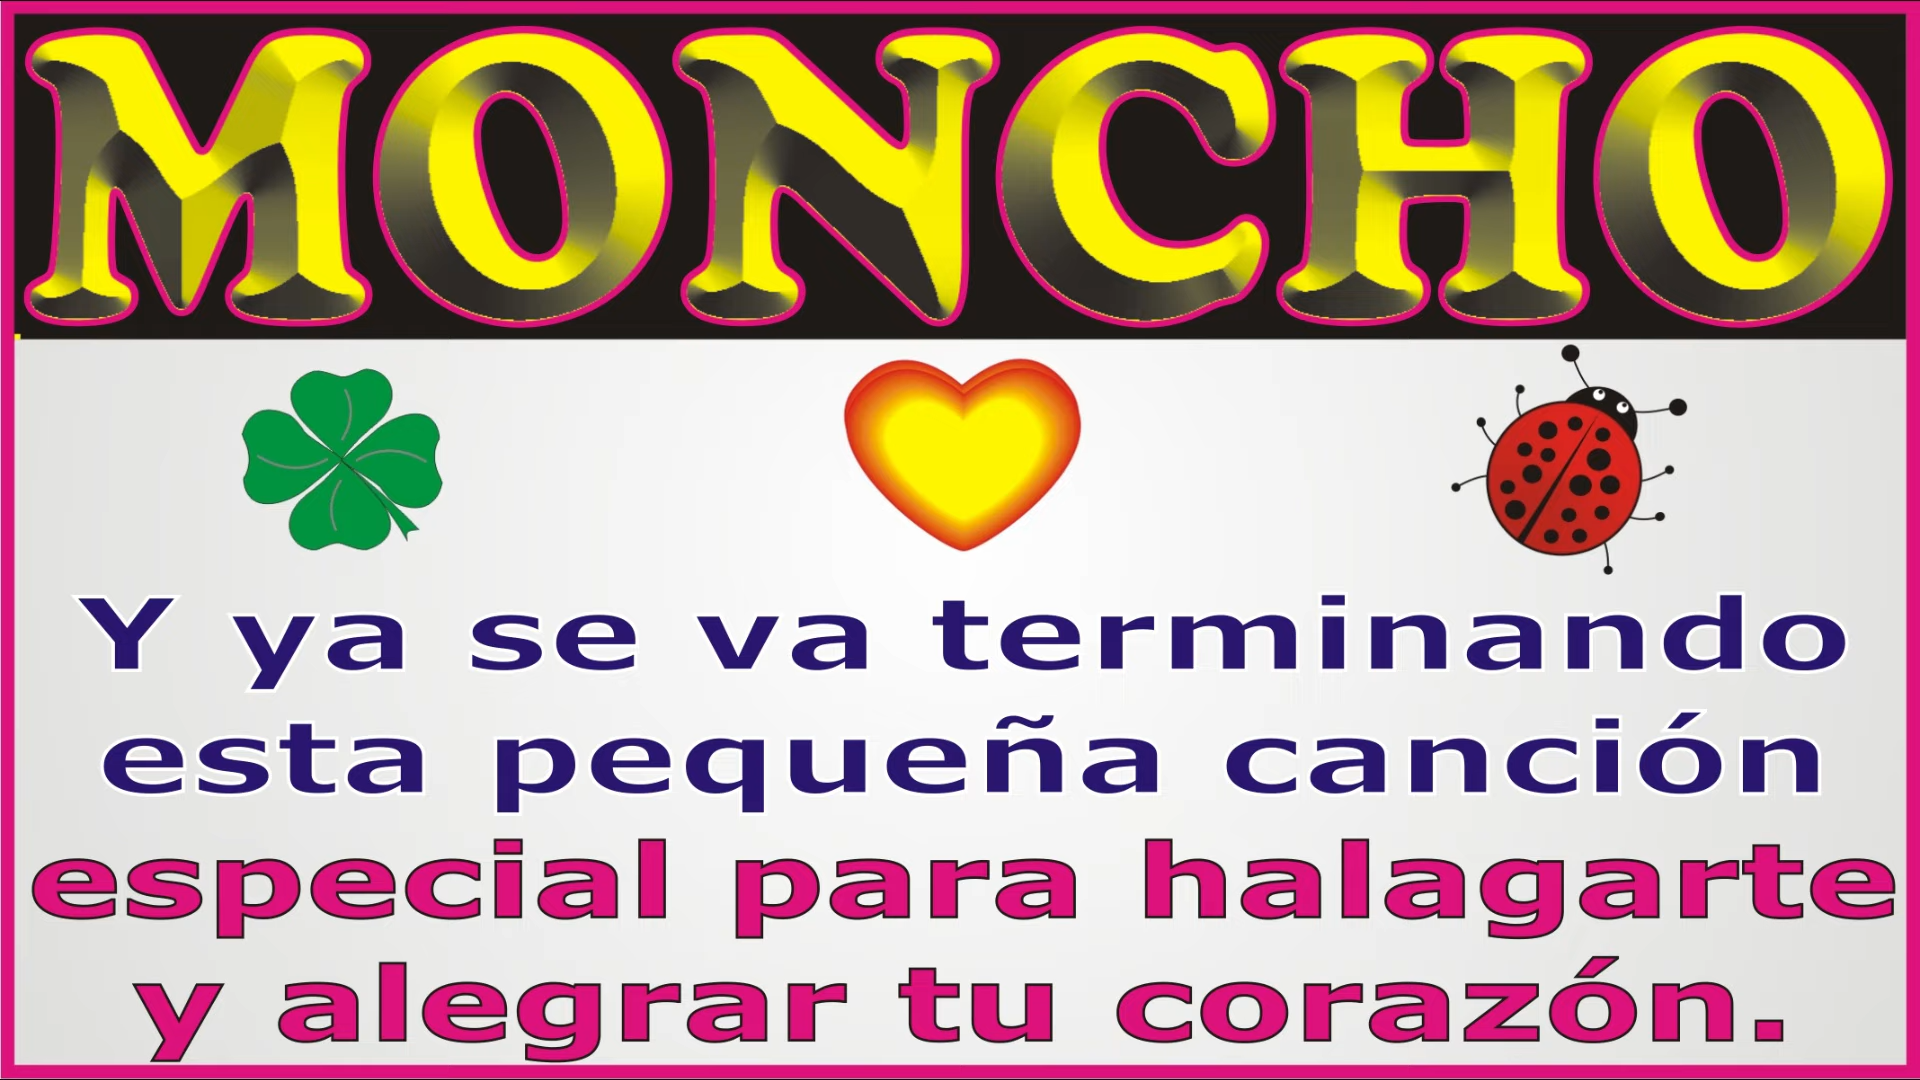 MONCHO
Y ya se va terminando
esta pequeña canción
especial para halagarte
y alegrar tu corazón.